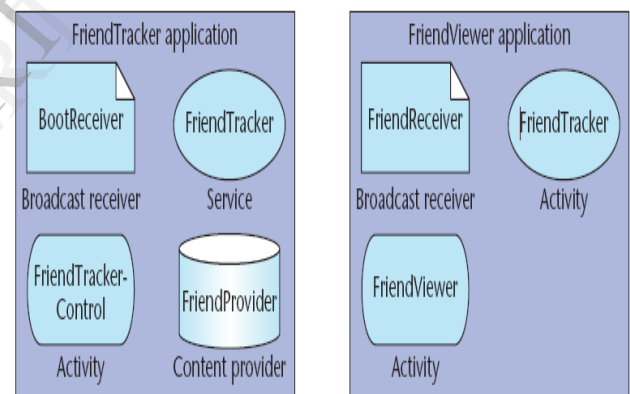 FriendTracker application
BootReceiver
Broadcast receiver
FriendTracker
Service
FriendTracker-
Control
Activity
FriendProvider
Content provider
FriendViewer application
FriendReceiver
Broadcast receiver
FriendTracker
Activity
FriendViewer
Activity